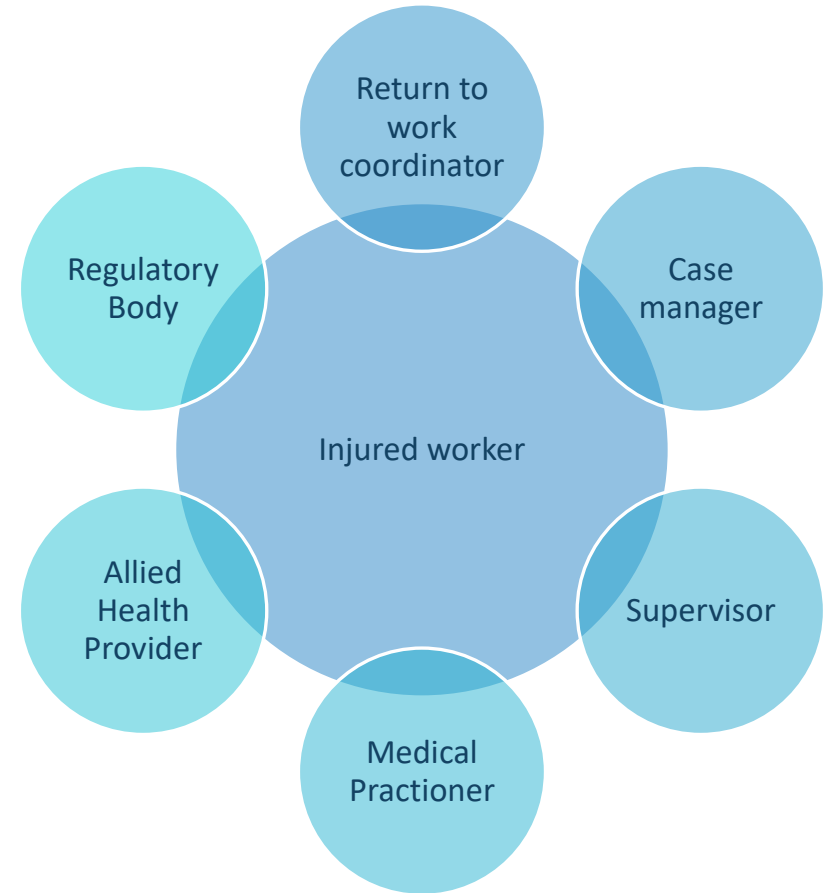 Return to
work
coordinator
Regulatory
Body
Case
manager
Injured worker
Allied
Health
Provider
Supervisor
Medical
Practioner